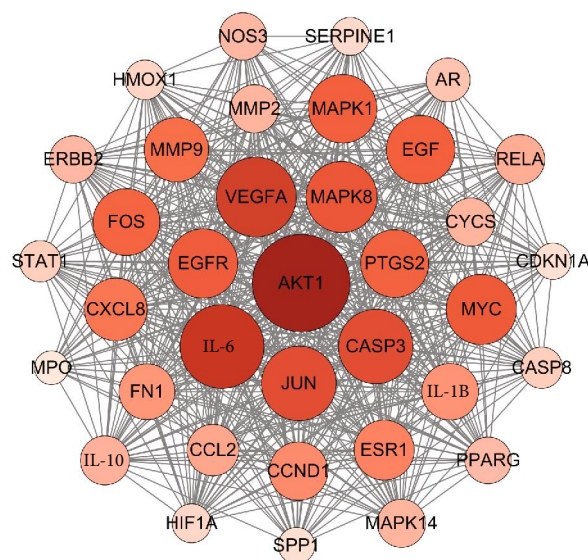 SERPINE1
NOS3
HMOX1
AR
MMP2
MAPK1
ERBB2
MMP9
EGF
RELA
VEGFA
MAPK8
FOS
CYCS
STAT1
EGFR
PTGS2
CDKN1A
AKT1
CXCL8
MYC
IL-6
CASP3
MPO
CASP8
JUN
FN1
IL-1B
CCL2
ESR1
IL-10
CCND1
PPARG
HIF1A
MAPK14
SPP1